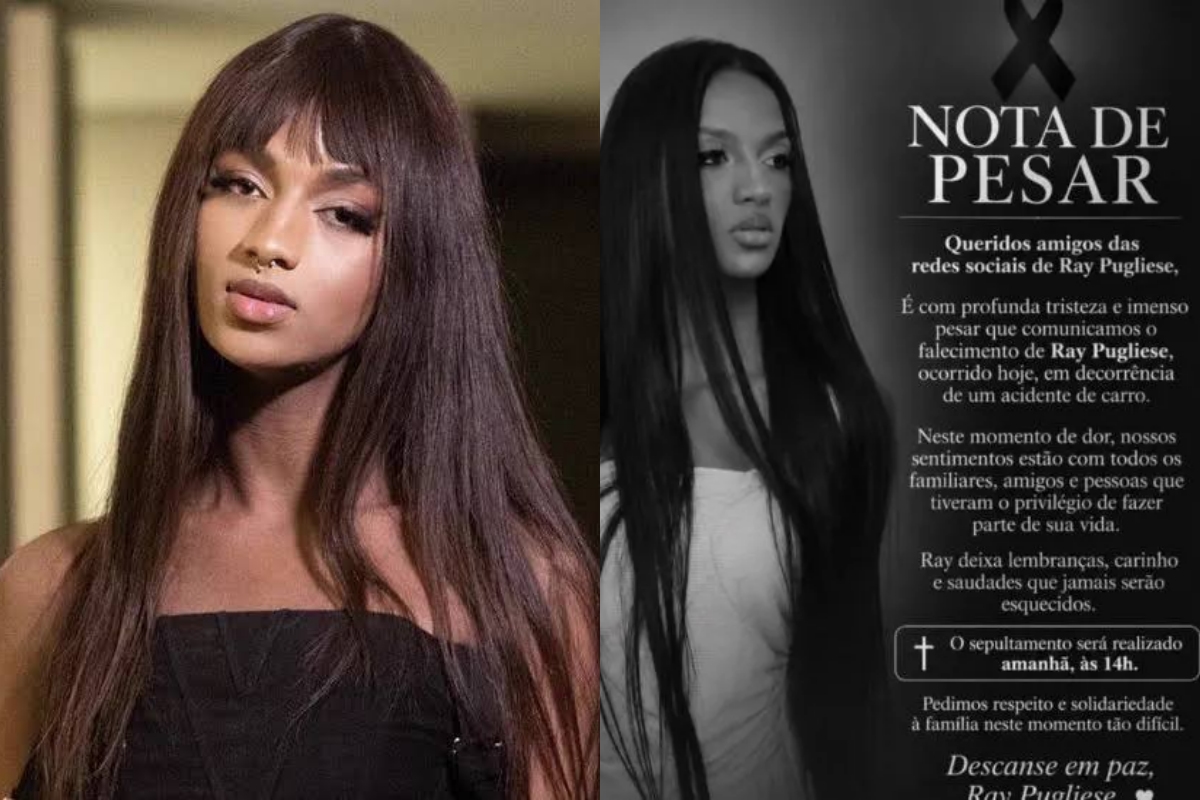 NOTA DE
PESAR
Queridos amigos das
redes sociais de Ray Pugliese,
É com profunda tristeza e imenso
pesar que comunicamos o
falecimento de Ray Pugliese,
ocorrido hoje, em decorrência
de um acidente de carro.
Neste momento de dor, nossos
sentimentos estão com todos os
familiares, amigos e pessoas que
tiveram o privilégio de fazer
parte de sua vida.
Ray deixa lembranças, carinho
e saudades que jamais serão
esquecidos.
O sepultamento será realizado
amanhã, às 14h.
Pedimos respeito e solidariedade
à família neste momento tão difícil.
Descanse em paz,
Ray Pugliese